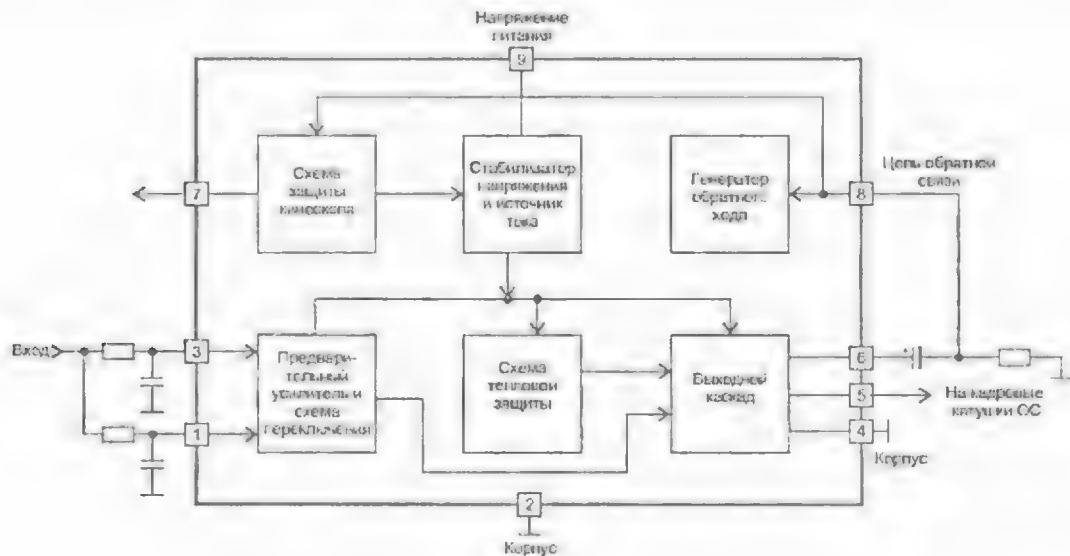 Напряжение
питания
9
Схема
защиты
кинескопа
Стабилизатор
напряжения
и источник
тока
Генератор
обратного
хода
Цепь обратной
связи
7
8
Вход
3
Предвари-
тельный
усилитель и
схема
переключения
Схема
тепловой
защиты
Выходной
каскад
6
5
На кадровые
катушки ОС
1
4
Корпус
2
Корпус